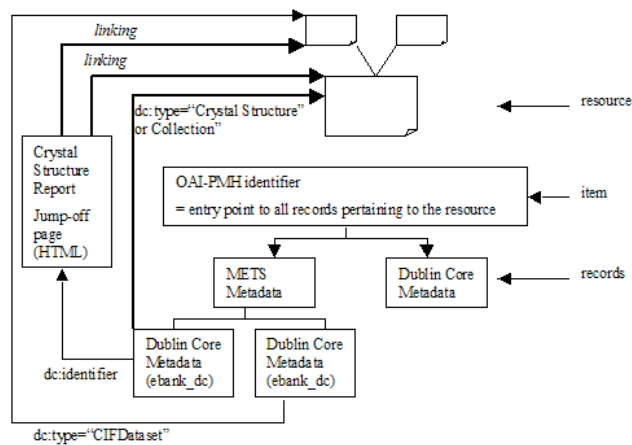 linking
linking
dc:type="Crystal Structure"
or Collection"
resource
Crystal
Structure
Report
Jump-off
page
(HTML)
OAI-PMH identifier
= entry point to all records pertaining to the resource
item
METS
Metadata
Dublin Core
Metadata
records
Dublin Core
Metadata
(ebank_dc)
Dublin Core
Metadata
(ebank_dc)
dc:identifier
dc:type="CIFDataset"